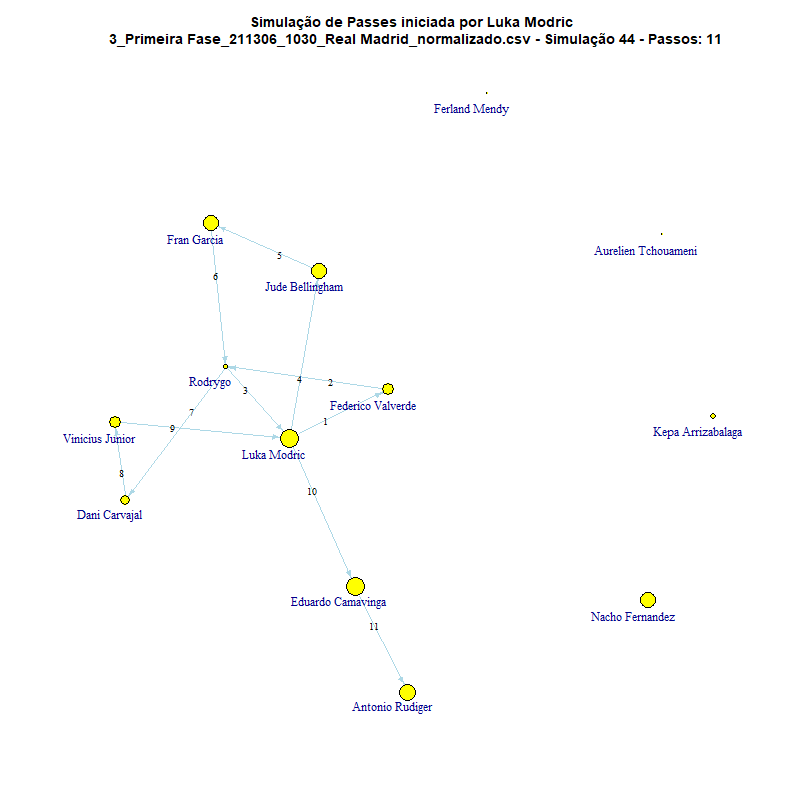 Simulação de Passes iniciada por Luka Modric
3_Primeira Fase_211306_1030_Real Madrid_normalizado.csv - Simulação 44 - Passos: 11
Ferland Mendy
Fran Garcia
Aurelien Tchouameni
5
6
Jude Bellingham
Rodrygo
4
2
3
Federico Valverde
7
1
9
Vinicius Junior
Kepa Arrizabalaga
Luka Modric
8
10
Dani Carvajal
Eduardo Camavinga
Nacho Fernandez
11
Antonio Rudiger